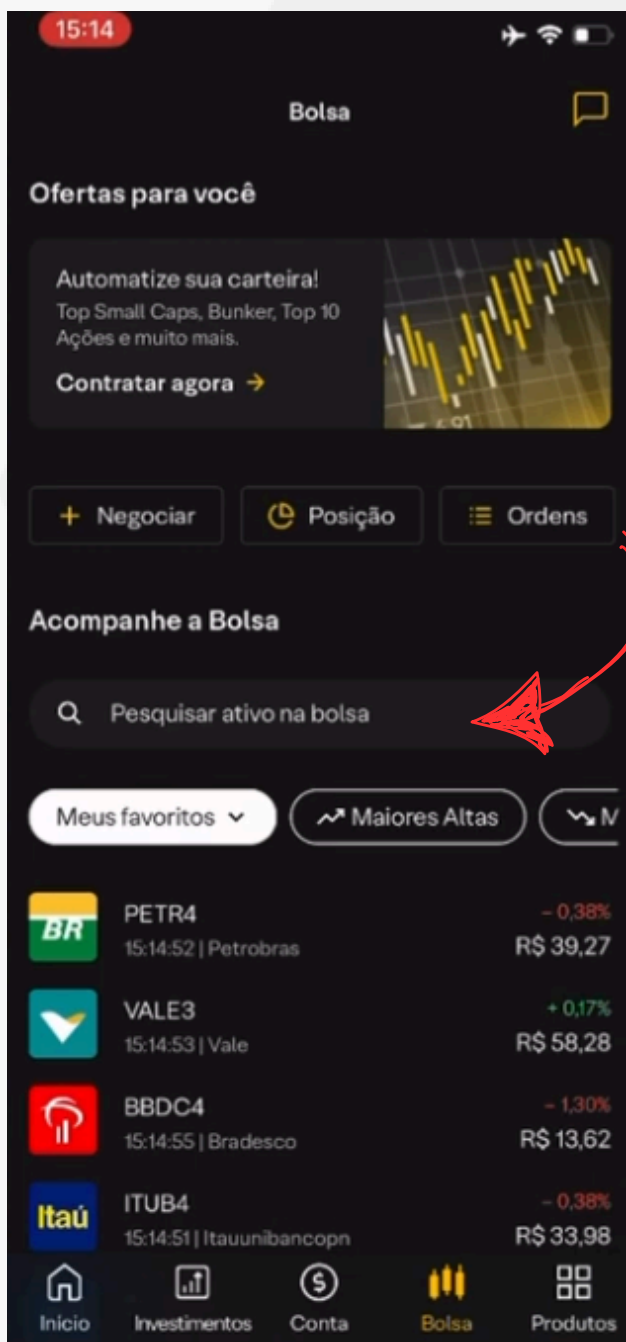 15:14
Bolsa
Ofertas para você
Automatize sua carteira!
Top Small Caps, Bunker, Top 10
Ações e muito mais.
Contratar agora →
6,91
+ Negociar
Posição
Ordens
Acompanhe a Bolsa
Pesquisar ativo na bolsa
Meus favoritos
Maiores Altas
M
BR
PETR4
- 0,38%
15:14:52 | Petrobras
R$ 39,27
VALE3
+ 0,17%
15:14:53 | Vale
R$ 58,28
BBDC4
- 1,30%
15:14:55 | Bradesco
R$ 13,62
Itaú
ITUB4
- 0,38%
15:14:51 | Itauunibancopn
R$ 33,98
Início
Investimentos
Conta
Bolsa
Produtos